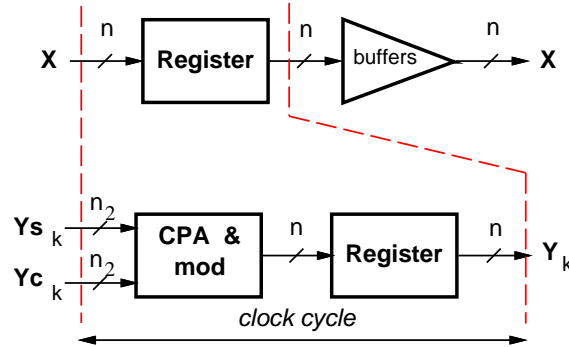 n n n
X Register buffers X
n₂ n n
Ys k CPA & Register Y k
Yc k n₂ mod
clock cycle